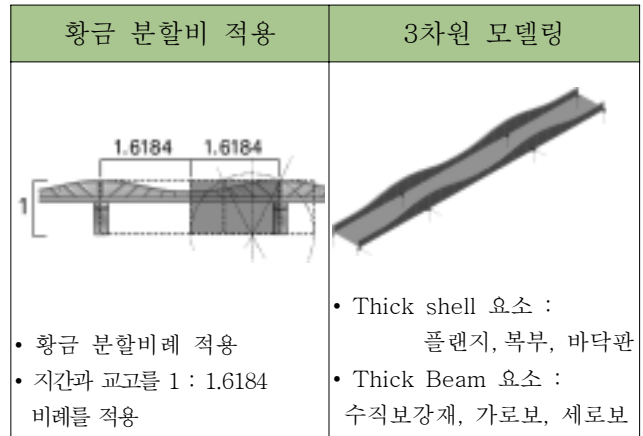 황금 분할비 적용
3차원 모델링
1.6184 1.6184
1
• 황금 분할비례 적용
• 지간과 교고를 1 : 1.6184
비례를 적용
• Thick shell 요소 :
플랜지, 복부, 바닥판
• Thick Beam 요소 :
수직보강재, 가로보, 세로보